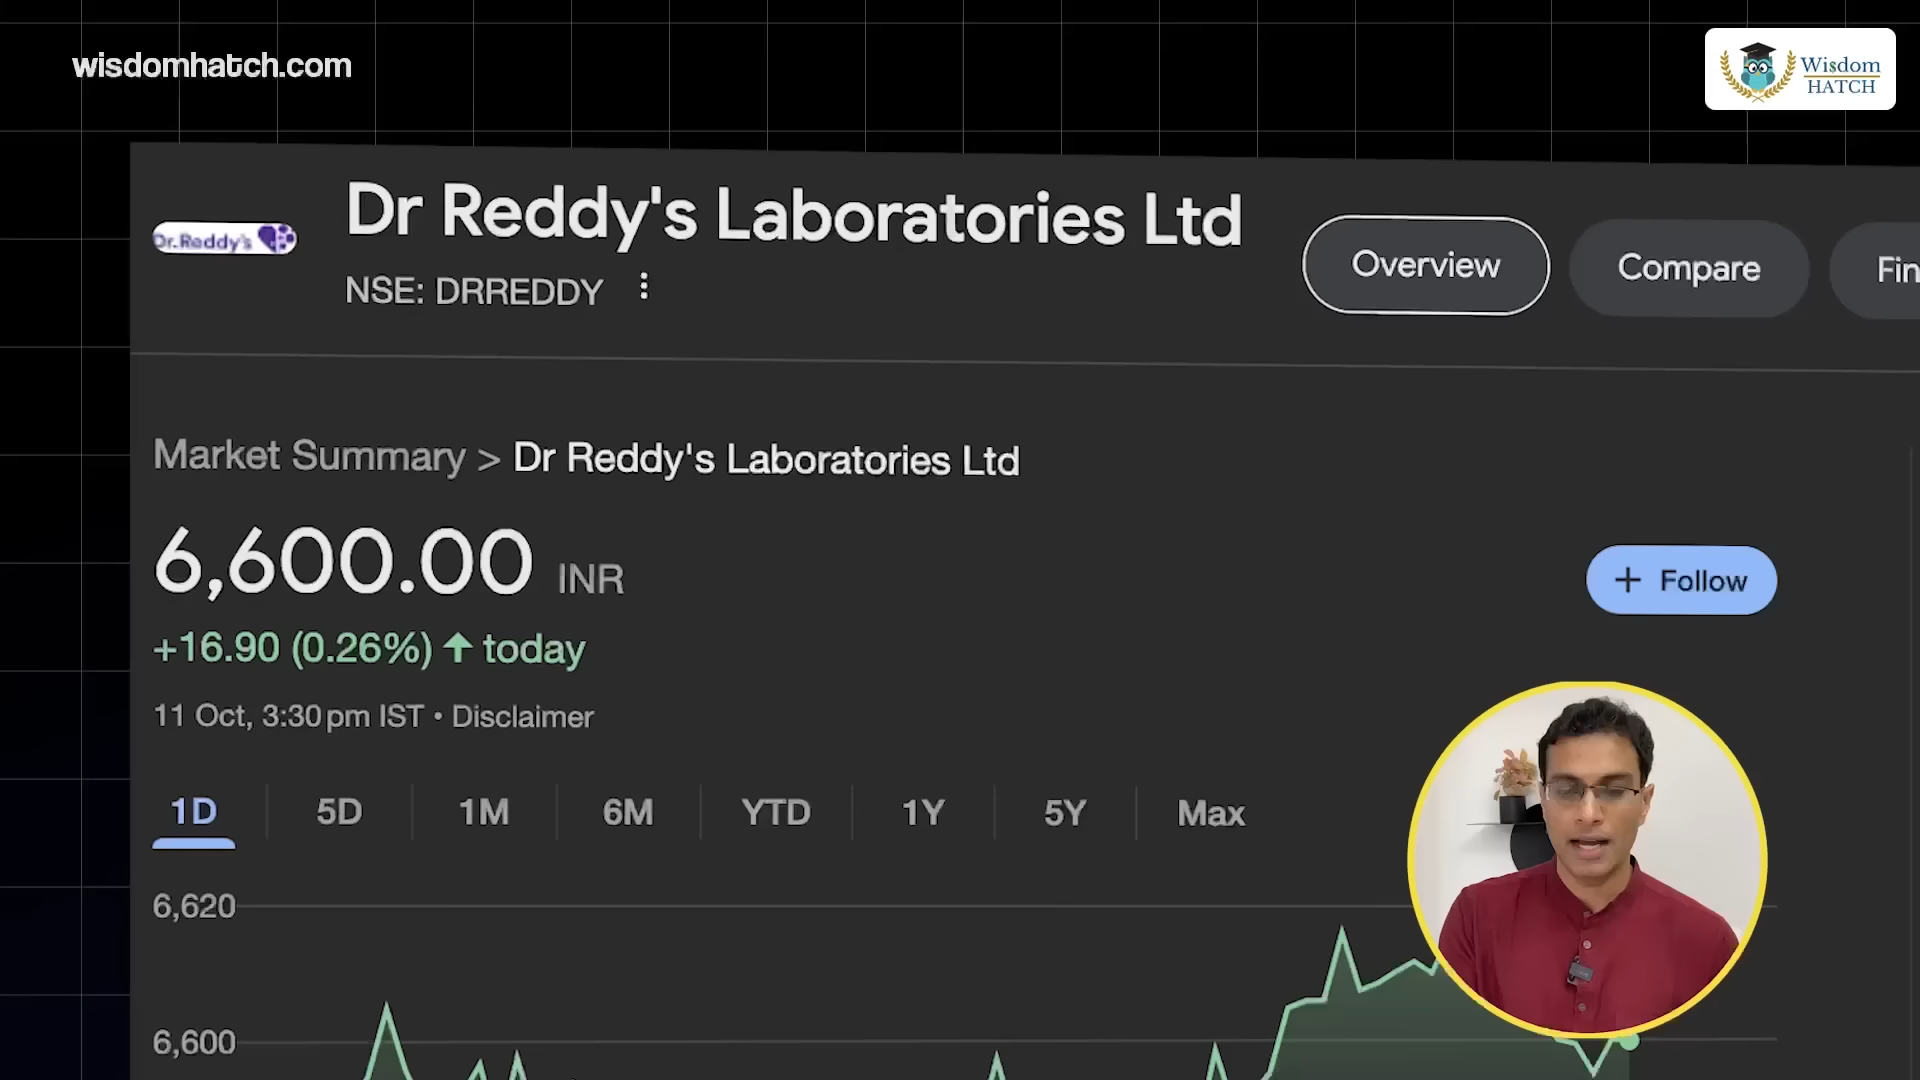 wisdomhatch.com
Wisdom
HATCH
Dr.Reddy's
Dr Reddy's Laboratories Ltd
NSE: DRREDDY
Overview
Compare
Fin
Market Summary > Dr Reddy's Laboratories Ltd
6,600.00 INR
+ Follow
+16.90 (0.26%) ↑ today
11 Oct, 3:30 pm IST • Disclaimer
1D 5D 1M 6M YTD 1Y 5Y Max
6,620
6,600